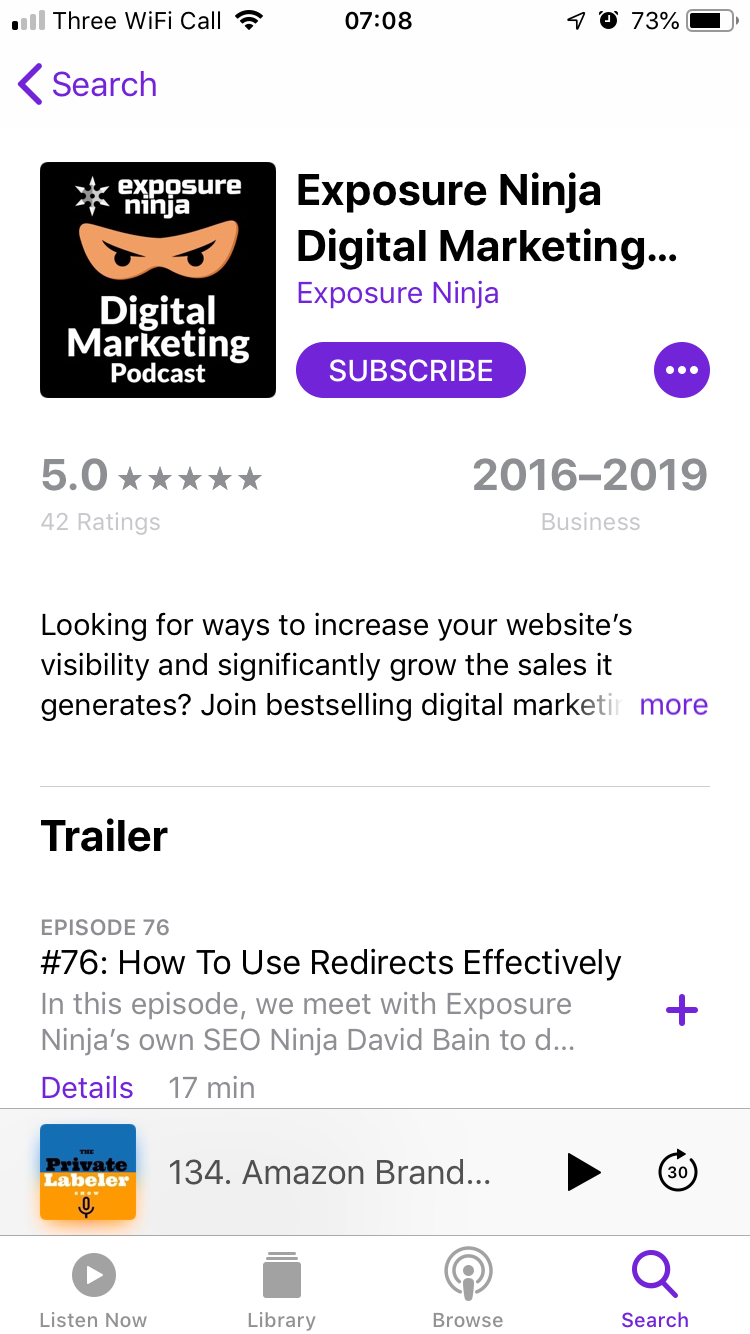 Three WiFi Call 07:08 73%
Search
exposure
ninja
Digital
Marketing
Podcast
Exposure Ninja
Digital Marketing...
Exposure Ninja
SUBSCRIBE
5.0 ★★★★★ 2016–2019
42 Ratings Business
Looking for ways to increase your website’s
visibility and significantly grow the sales it
generates? Join bestselling digital marketin more
Trailer
EPISODE 76
#76: How To Use Redirects Effectively
In this episode, we meet with Exposure
Ninja’s own SEO Ninja David Bain to d...
Details 17 min
THE
Private
Labeler
SHOW
134. Amazon Brand...
30
Listen Now Library Browse Search